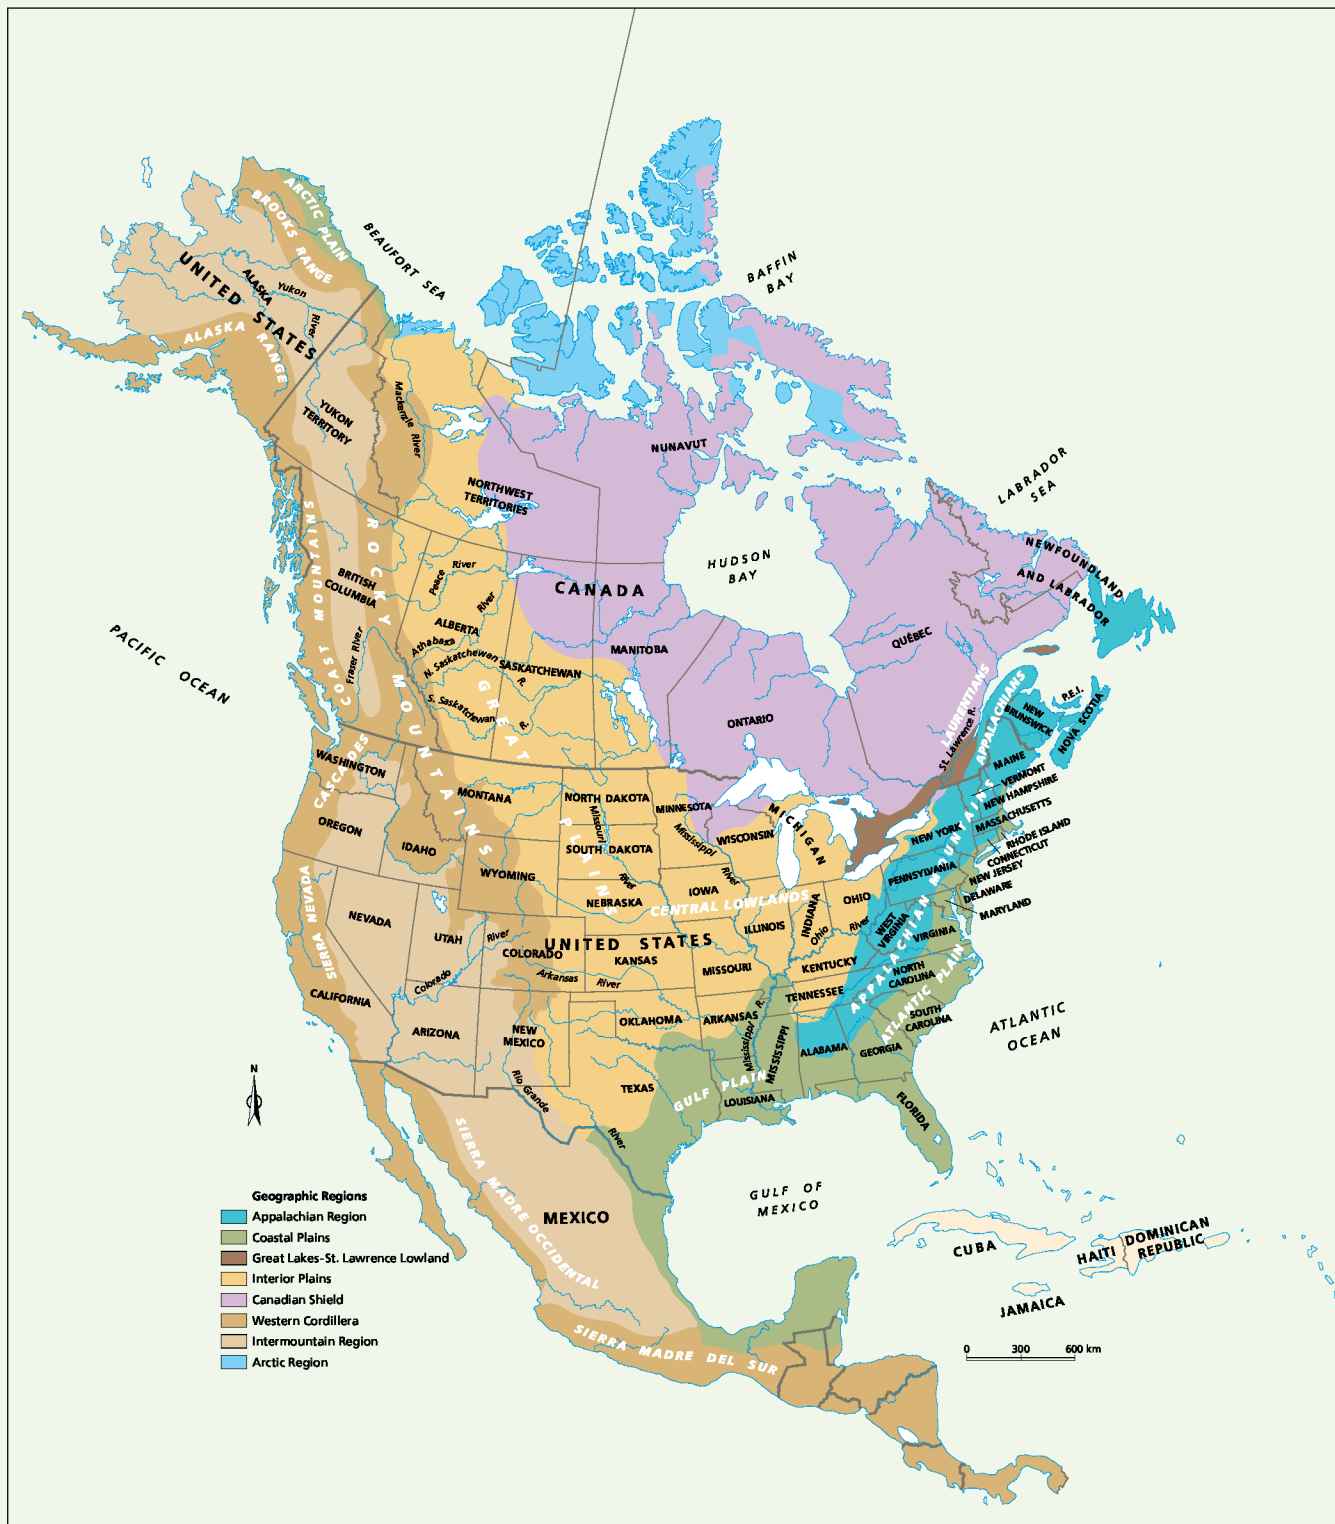 ARCTIC PLAIN
BROOKS RANGE
BEAUFORT SEA
BAFFIN
BAY
UNITED STATES
ALASKA
Yukon
River
ALASKA RANGE
YUKON
TERRITORY
Mackenzie River
NUNAVUT
NORTHWEST
TERRITORIES
LABRADOR
SEA
HUDSON
BAY
CANADA
NEWFOUNDLAND
AND LABRADOR
PACIFIC OCEAN
COAST MOUNTAINS
ROCKY MOUNTAINS
BRITISH
COLUMBIA
Fraser River
Peace
River
River
ALBERTA
Athabasca
N. Saskatchewan
R.
SASKATCHEWAN
S. Saskatchewan
R.
MANITOBA
ONTARIO
QUÉBEC
GREAT PLAINS
LAURENTIANS
St. Lawrence R.
APPALACHIANS
P.E.I.
NEW
BRUNSWICK
NOVA SCOTIA
MAINE
VERMONT
NEW HAMPSHIRE
MASSACHUSETTS
RHODE ISLAND
CONNECTICUT
NEW JERSEY
DELAWARE
MARYLAND
CASCADES
WASHINGTON
OREGON
IDAHO
MONTANA
NORTH DAKOTA
MINNESOTA
Missouri
River
Mississippi
River
WISCONSIN
MICHIGAN
NEW YORK
PENNSYLVANIA
SOUTH DAKOTA
WYOMING
NEBRASKA
IOWA
CENTRAL LOWLANDS
ILLINOIS
INDIANA
OHIO
Ohio
River
WEST
VIRGINIA
VIRGINIA
APPALACHIAN MOUNTAINS
SIERRA NEVADA
NEVADA
UTAH
River
Colorado
COLORADO
UNITED STATES
KANSAS
Arkansas
River
MISSOURI
KENTUCKY
TENNESSEE
NORTH
CAROLINA
SOUTH
CAROLINA
ATLANTIC PLAIN
CALIFORNIA
ARIZONA
NEW
MEXICO
OKLAHOMA
ARKANSAS
Mississippi
R.
MISSISSIPPI
ALABAMA
GEORGIA
ATLANTIC
OCEAN
N
Rio Grande
River
TEXAS
GULF PLAIN
LOUISIANA
FLORIDA
SIERRA MADRE OCCIDENTAL
MEXICO
GULF OF
MEXICO
CUBA
HAITI
DOMINICAN
REPUBLIC
JAMAICA
SIERRA MADRE DEL SUR
Geographic Regions
Appalachian Region
Coastal Plains
Great Lakes-St. Lawrence Lowland
Interior Plains
Canadian Shield
Western Cordillera
Intermountain Region
Arctic Region
0 300 600 km